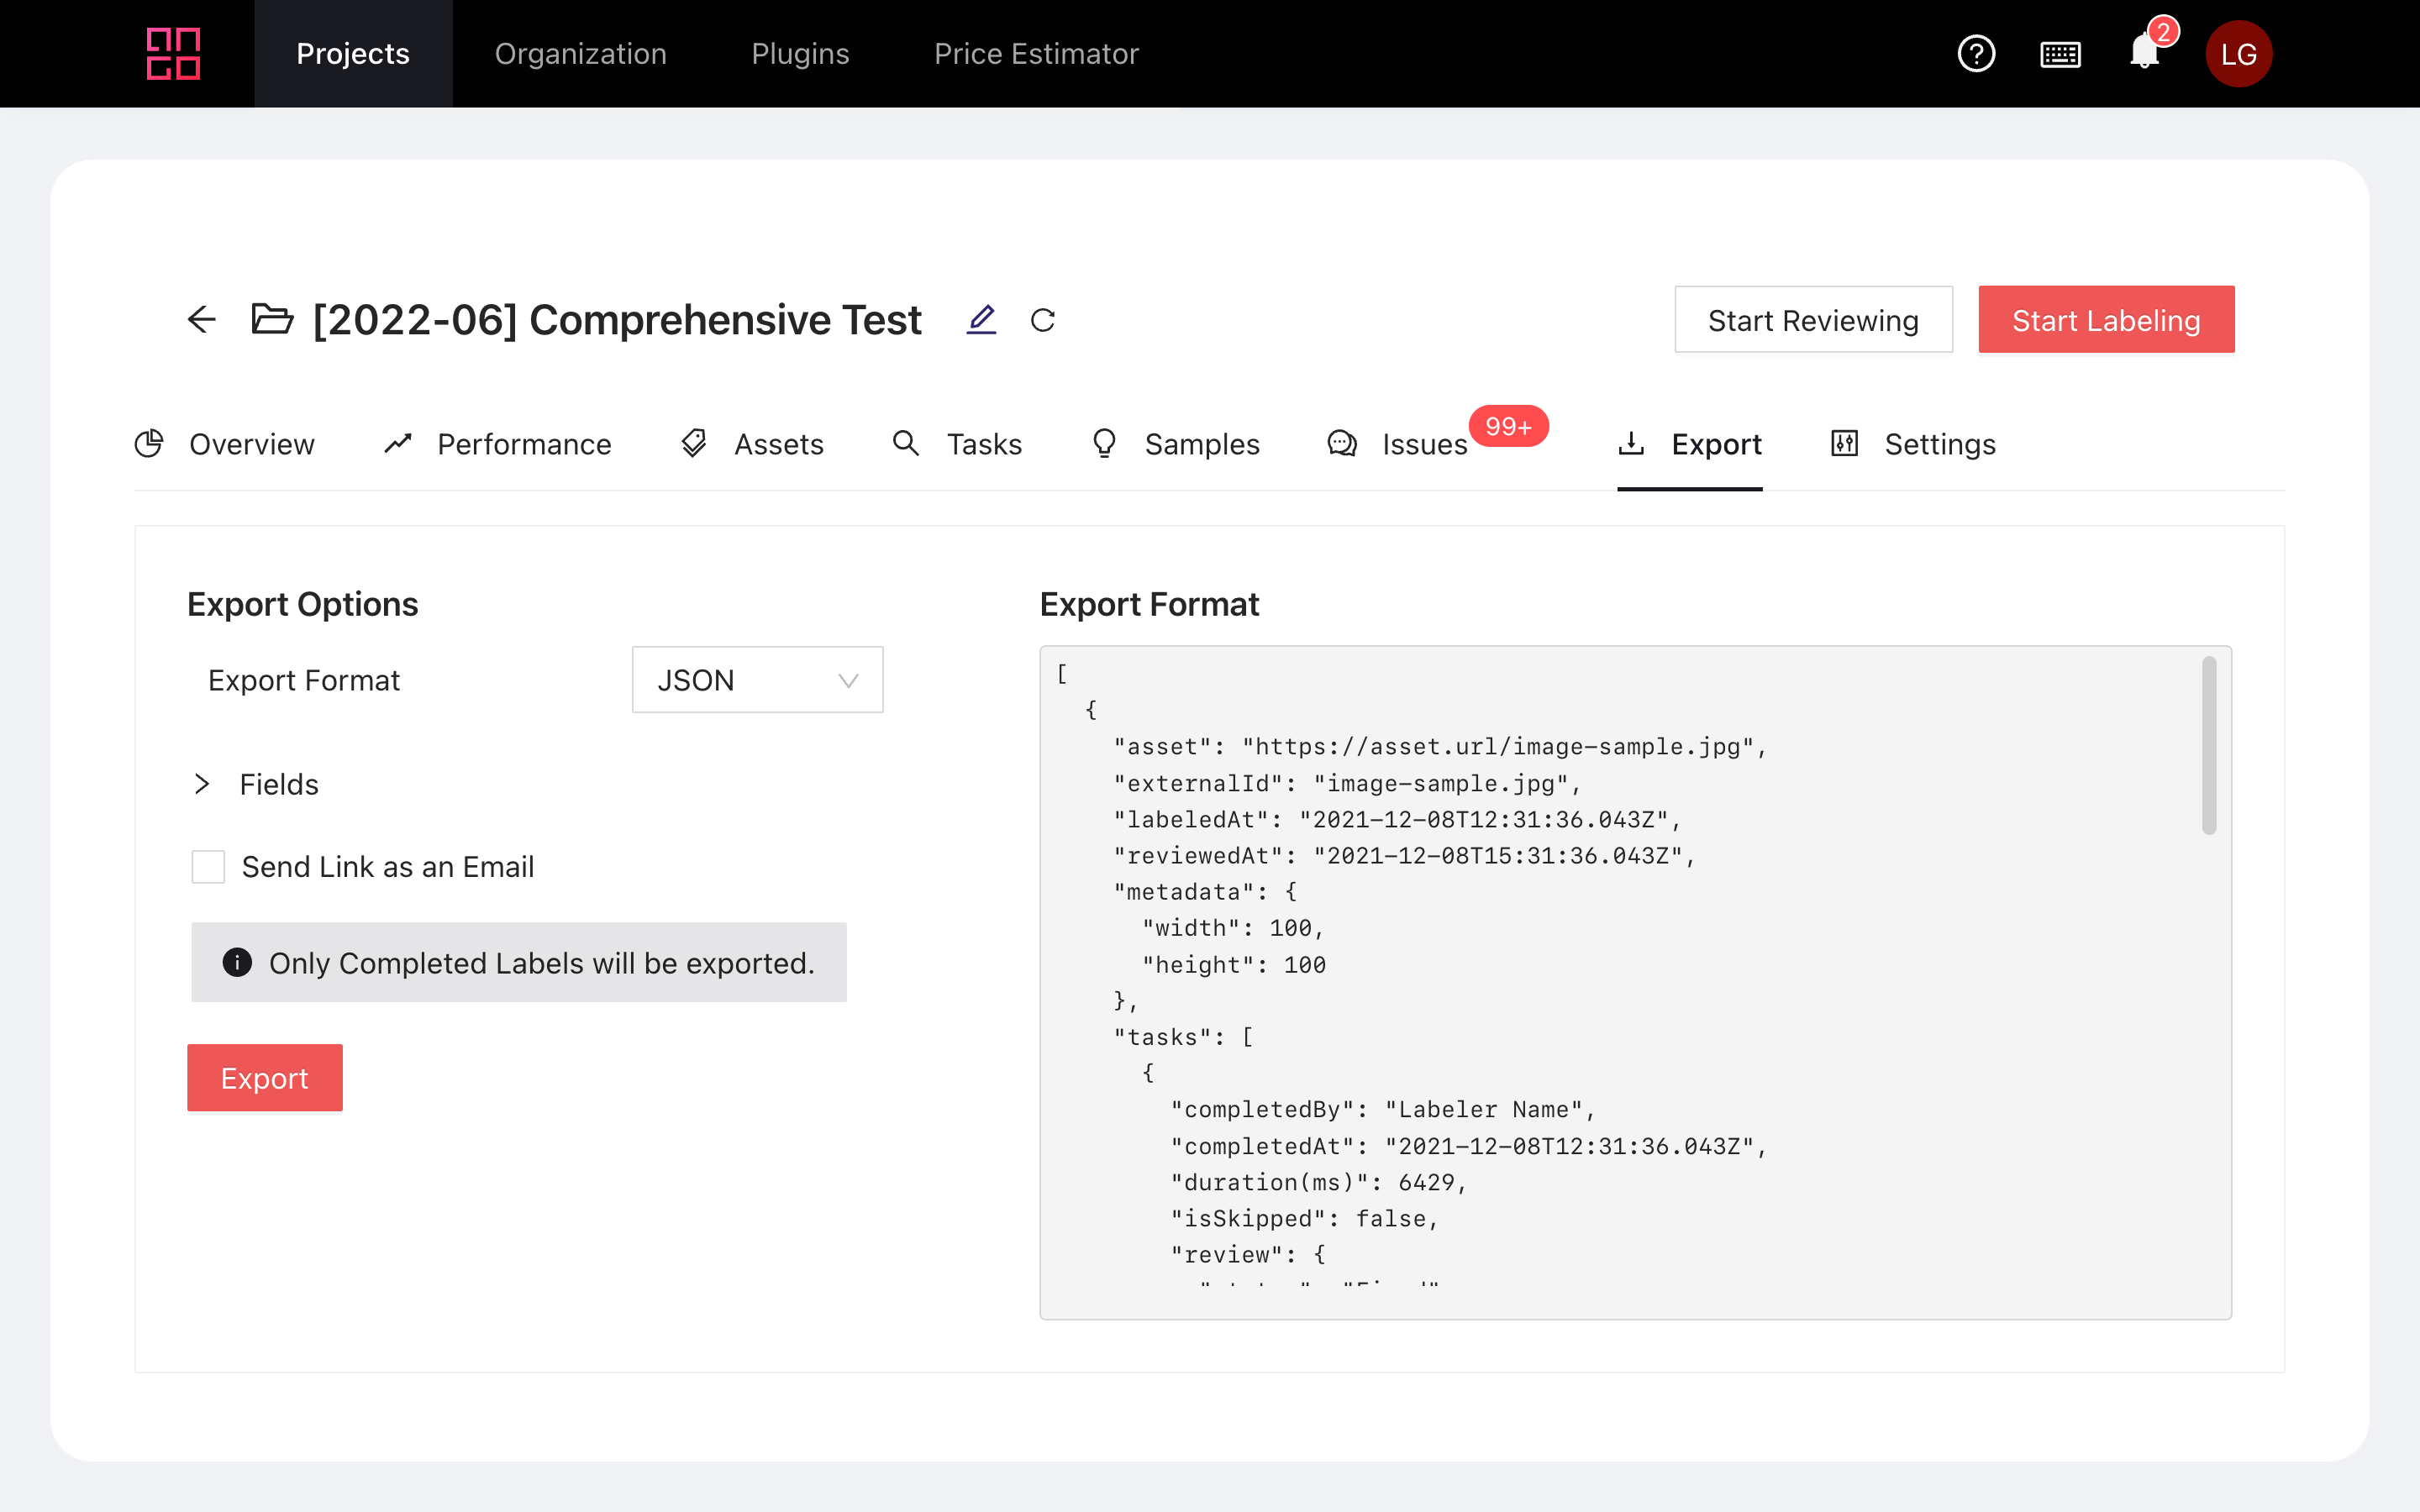 Projects
Organization
Plugins
Price Estimator
2
LG
[2022-06] Comprehensive Test
Start Reviewing
Start Labeling
Overview
Performance
Assets
Tasks
Samples
Issues
99+
Export
Settings
Export Options
Export Format
JSON
Fields
Send Link as an Email
Only Completed Labels will be exported.
Export
Export Format
[
{
"asset": "https://asset.url/image-sample.jpg",
"externalId": "image-sample.jpg",
"labeledAt": "2021-12-08T12:31:36.043Z",
"reviewedAt": "2021-12-08T15:31:36.043Z",
"metadata": {
"width": 100,
"height": 100
},
"tasks": [
{
"completedBy": "Labeler Name",
"completedAt": "2021-12-08T12:31:36.043Z",
"duration(ms)": 6429,
"isSkipped": false,
"review": {